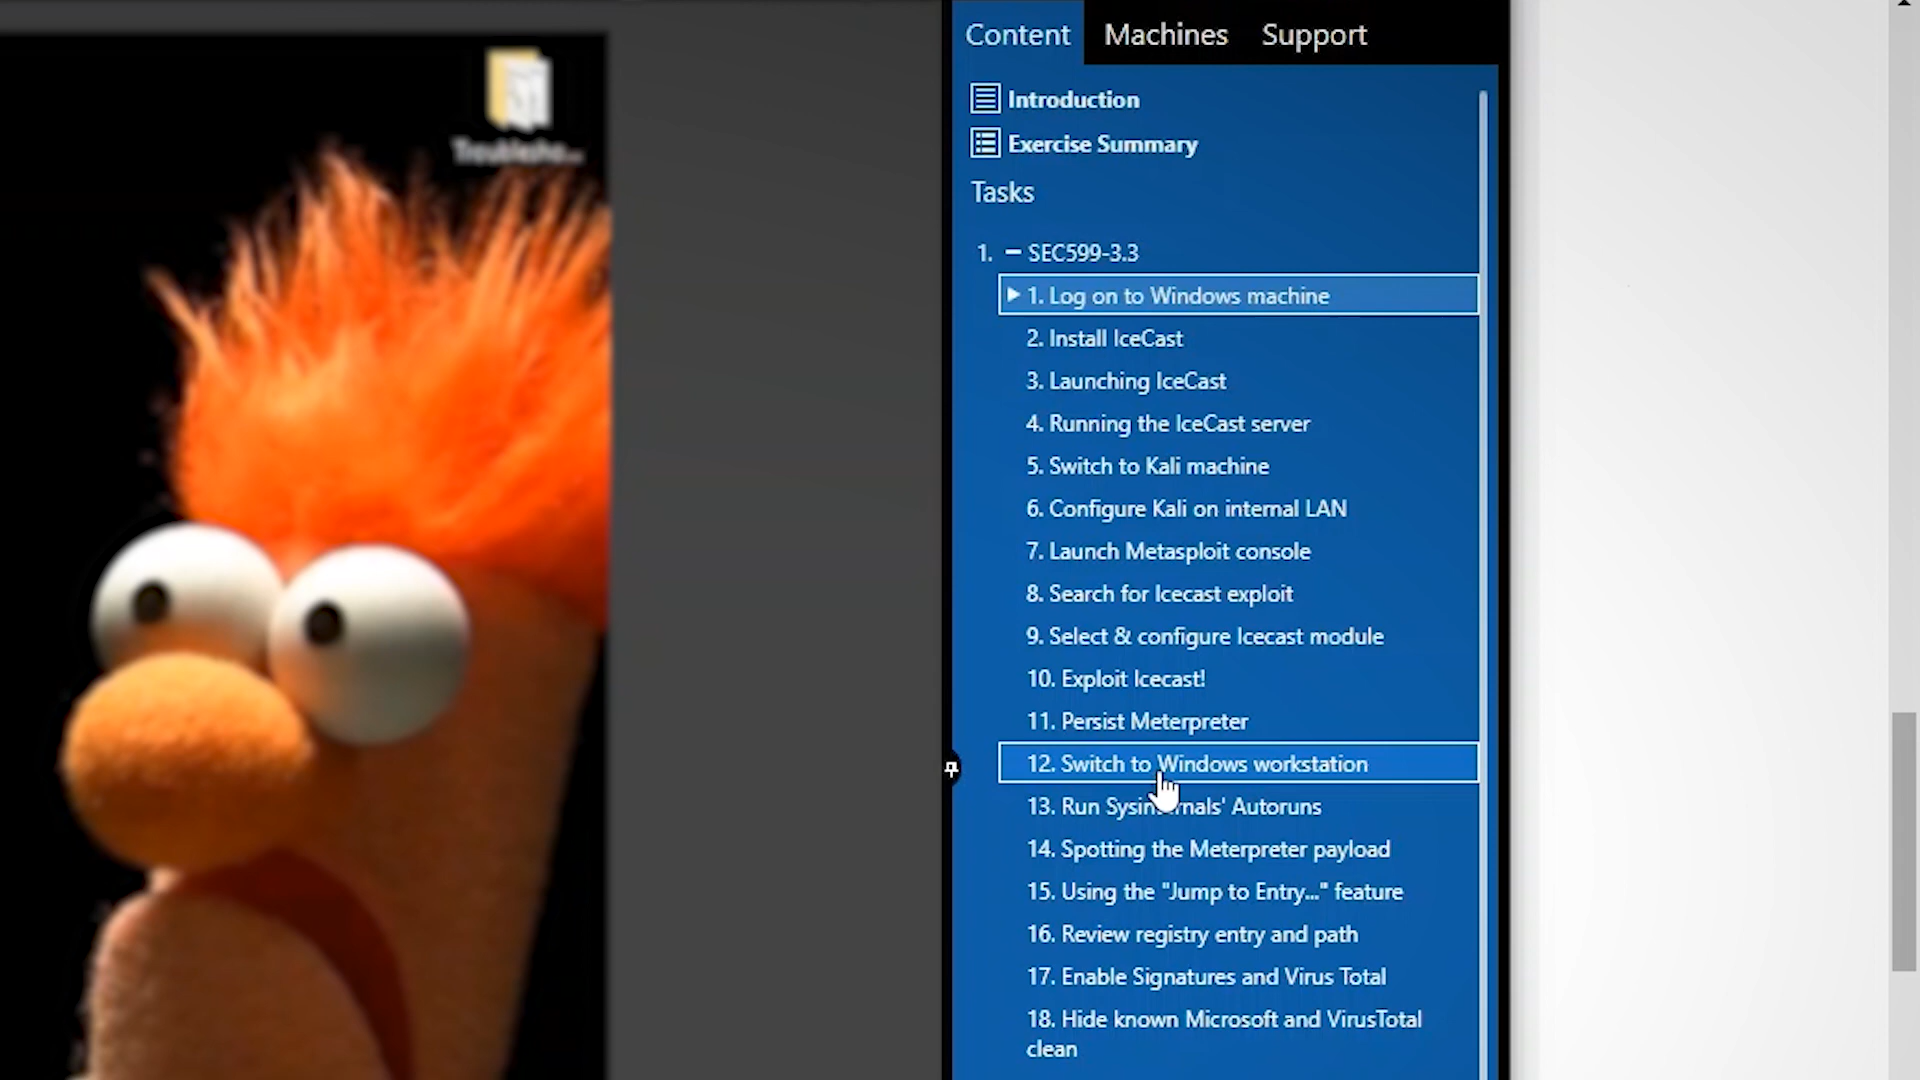 Content Machines Support
Introduction
Exercise Summary
Tasks
1. – SEC599-3.3
1. Log on to Windows machine
2. Install IceCast
3. Launching IceCast
4. Running the IceCast server
5. Switch to Kali machine
6. Configure Kali on internal LAN
7. Launch Metasploit console
8. Search for Icecast exploit
9. Select & configure Icecast module
10. Exploit Icecast!
11. Persist Meterpreter
12. Switch to Windows workstation
13. Run Sysinternals' Autoruns
14. Spotting the Meterpreter payload
15. Using the "Jump to Entry..." feature
16. Review registry entry and path
17. Enable Signatures and Virus Total
18. Hide known Microsoft and VirusTotal
clean